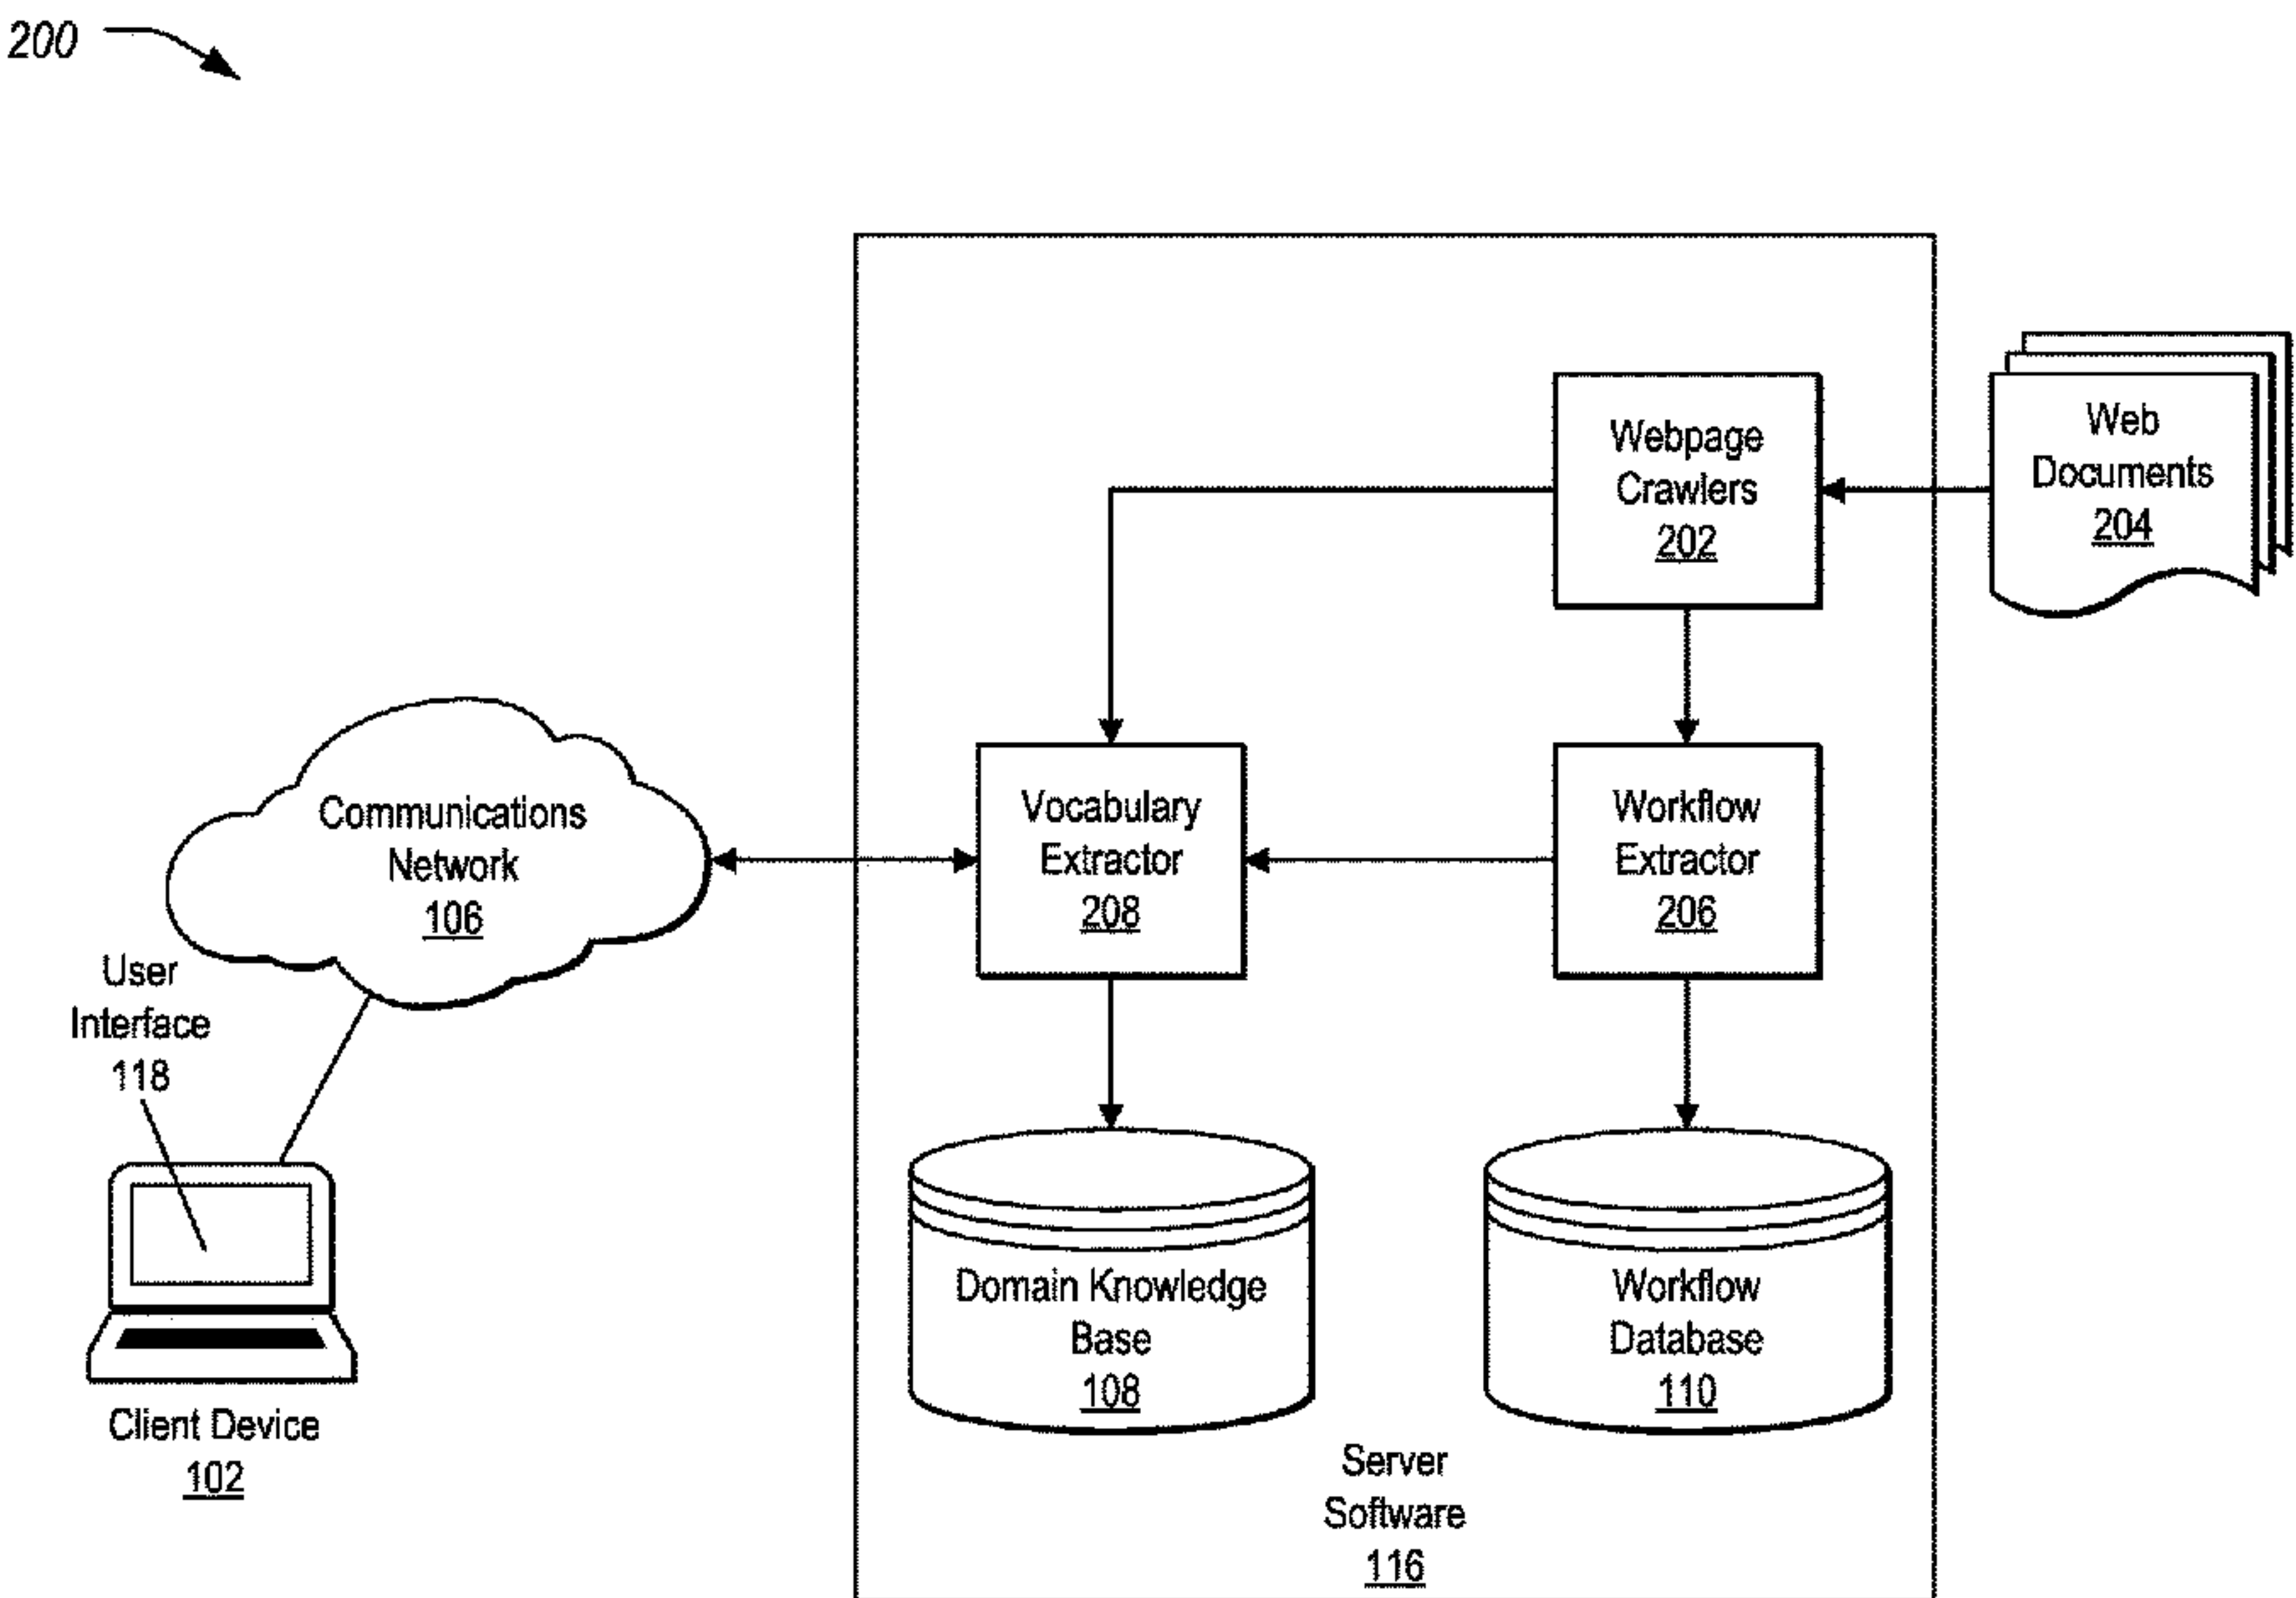 200
Webpage
Crawlers
202
Web
Documents
204
Communications
Network
106
Vocabulary
Extractor
208
Workflow
Extractor
206
User
Interface
118
Domain Knowledge
Base
108
Workflow
Database
110
Client Device
102
Server
Software
116